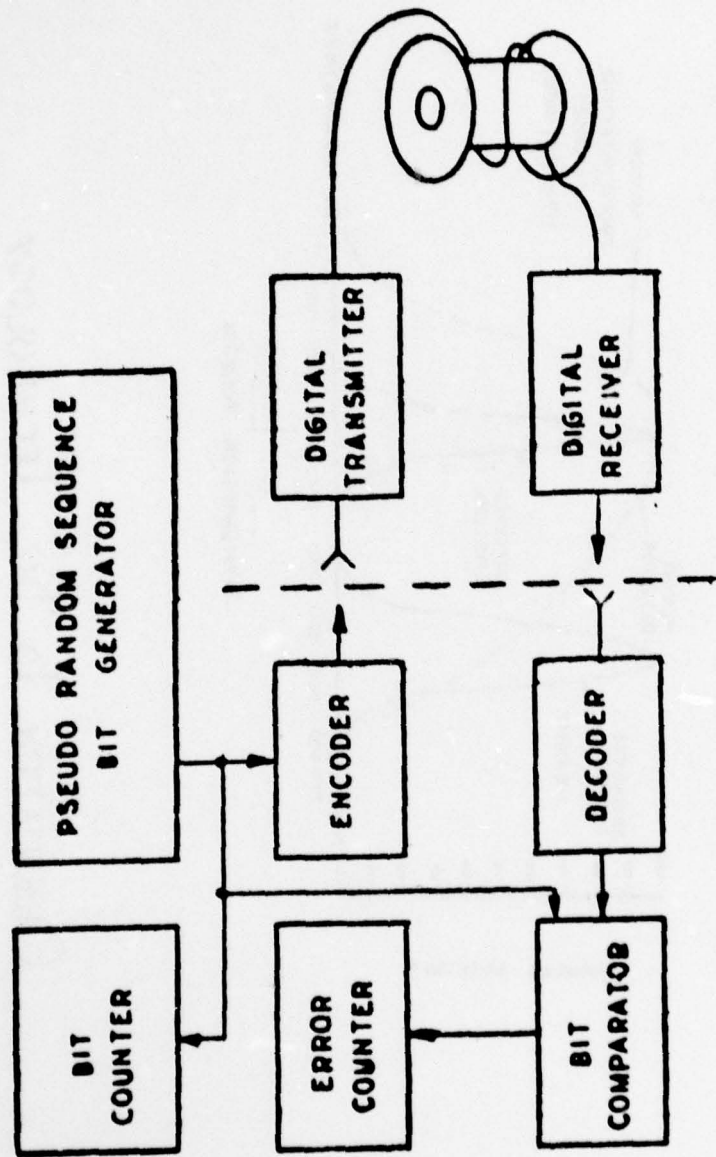 PSEUDO RANDOM SEQUENCE
BIT GENERATOR
BIT
COUNTER
ENCODER
DIGITAL
TRANSMITTER
ERROR
COUNTER
BIT
COMPARATOR
DECODER
DIGITAL
RECEIVER